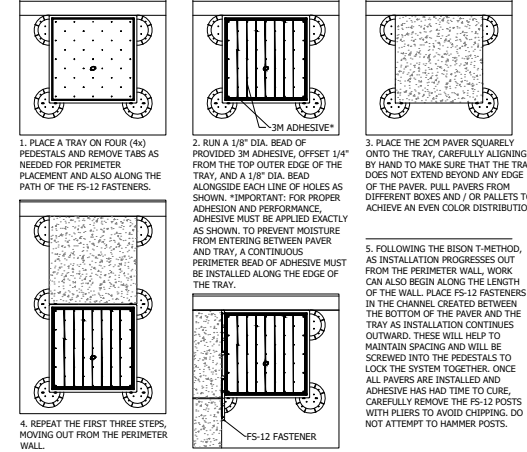 3M ADHESIVE*
1. PLACE A TRAY ON FOUR (4x)
PEDESTALS AND REMOVE TABS AS
NEEDED FOR PERIMETER
PLACEMENT AND ALSO ALONG THE
PATH OF THE FS-12 FASTENERS.
2. RUN A 1/8" DIA. BEAD OF
PROVIDED 3M ADHESIVE, OFFSET 1/4"
FROM THE TOP OUTER EDGE OF THE
TRAY, AND A 1/8" DIA. BEAD
ALONGSIDE EACH LINE OF HOLES AS
SHOWN. *IMPORTANT: FOR PROPER
ADHESION AND PERFORMANCE,
ADHESIVE MUST BE APPLIED EXACTLY
AS SHOWN. TO PREVENT MOISTURE
FROM ENTERING BETWEEN PAVER
AND TRAY, A CONTINUOUS
PERIMETER BEAD OF ADHESIVE MUST
BE INSTALLED ALONG THE EDGE OF
THE TRAY.
3. PLACE THE 2CM PAVER SQUARELY
ONTO THE TRAY, CAREFULLY ALIGNING
BY HAND TO MAKE SURE THAT THE TRA
DOES NOT EXTEND BEYOND ANY EDGE
OF THE PAVER. PULL PAVERS FROM
DIFFERENT BOXES AND / OR PALLETS TO
ACHIEVE AN EVEN COLOR DISTRIBUTIO
4. REPEAT THE FIRST THREE STEPS,
MOVING OUT FROM THE PERIMETER
WALL.
FS-12 FASTENER
5. FOLLOWING THE BISON T-METHOD,
AS INSTALLATION PROGRESSES OUT
FROM THE PERIMETER WALL, WORK
CAN ALSO BEGIN ALONG THE LENGTH
OF THE WALL. PLACE FS-12 FASTENERS
IN THE CHANNEL CREATED BETWEEN
THE BOTTOM OF THE PAVER AND THE
TRAY AS INSTALLATION CONTINUES
OUTWARD. THESE WILL HELP TO
MAINTAIN SPACING AND WILL BE
SCREWED INTO THE PEDESTALS TO
LOCK THE SYSTEM TOGETHER. ONCE
ALL PAVERS ARE INSTALLED AND
ADHESIVE HAS HAD TIME TO CURE,
CAREFULLY REMOVE THE FS-12 POSTS
WITH PLIERS TO AVOID CHIPPING. DO
NOT ATTEMPT TO HAMMER POSTS.